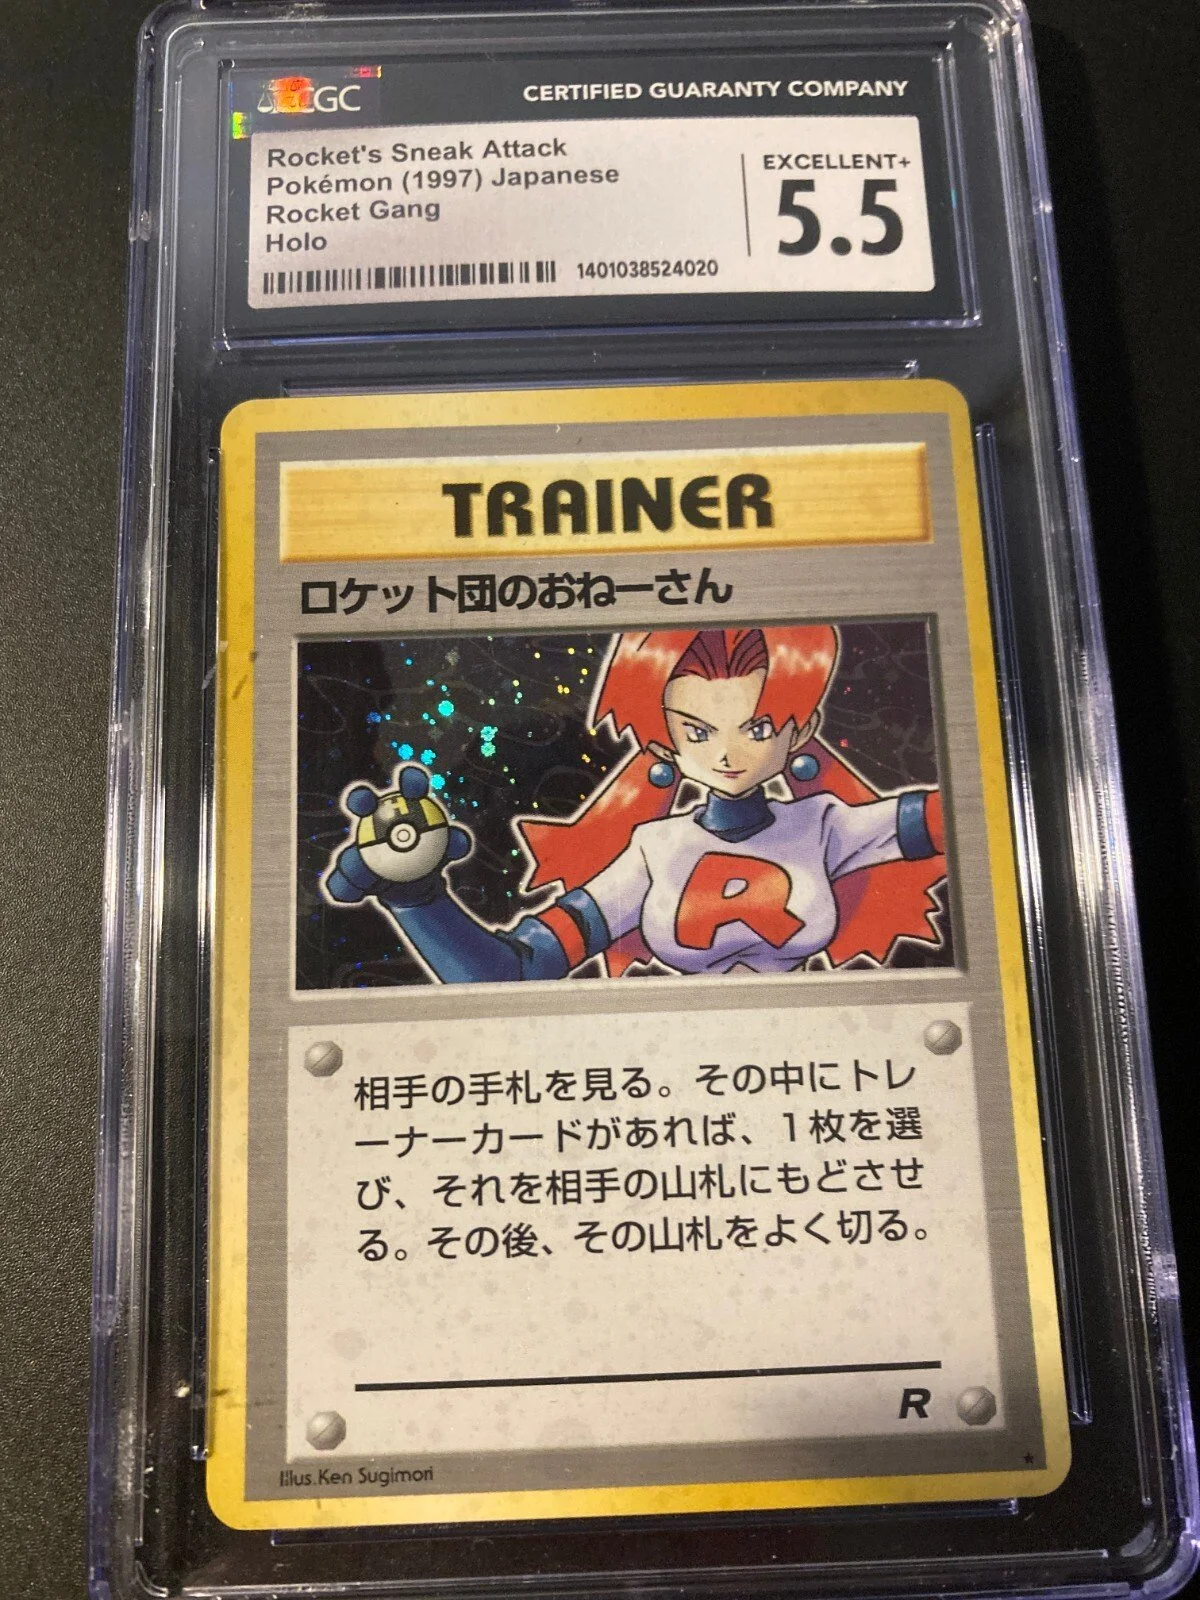 CGC
CERTIFIED GUARANTY COMPANY
Rocket's Sneak Attack
Pokémon (1997) Japanese
Rocket Gang
Holo
EXCELLENT+
5.5
1401038524020
TRAINER
ロケット団のおねーさん
R
相手の手札を見る。その中にトレ
ーナーカードがあれば、1枚を選
び、それを相手の山札にもどさせ
る。その後、その山札をよく切る。
R
Illus.Ken Sugimori
★